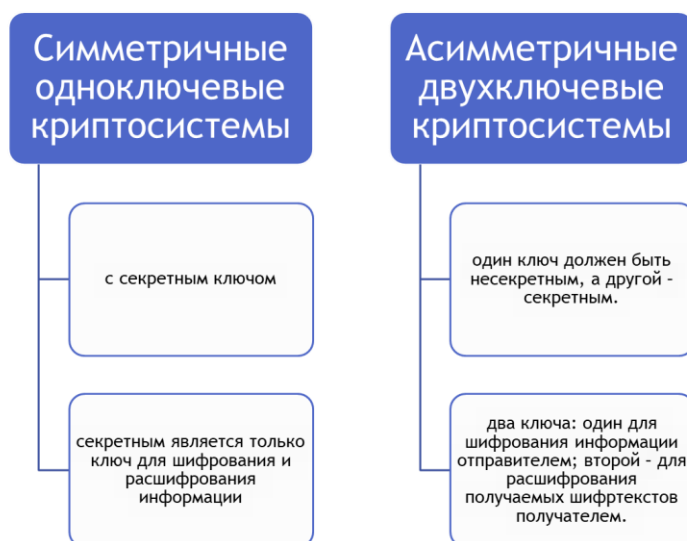 Симметричные
одноключевые
криптосистемы
с секретным ключом
секретным является только
ключ для шифрования и
расшифрования
информации
Асимметричные
двухключевые
криптосистемы
один ключ должен быть
несекретным, а другой –
секретным.
два ключа: один для
шифрования информации
отправителем; второй – для
расшифрования
получаемых шифртекстов
получателем.